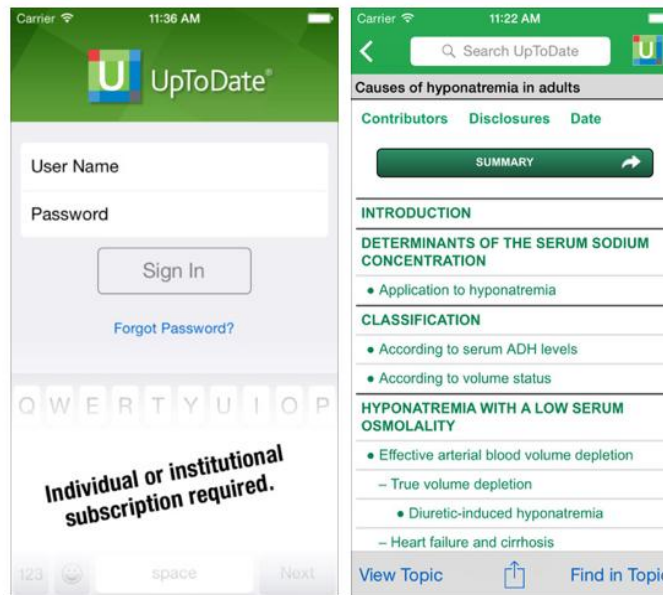 Carrier 11:36 AM
U UpToDate®
User Name
Password
Sign In
Forgot Password?
Q W E R T Y U I O P
Individual or institutional
subscription required.
123 space Next
Carrier 11:22 AM
Search UpToDate U
Causes of hyponatremia in adults
Contributors Disclosures Date
SUMMARY
INTRODUCTION
DETERMINANTS OF THE SERUM SODIUM
CONCENTRATION
• Application to hyponatremia
CLASSIFICATION
• According to serum ADH levels
• According to volume status
HYPONATREMIA WITH A LOW SERUM
OSMOLALITY
• Effective arterial blood volume depletion
– True volume depletion
• Diuretic-induced hyponatremia
– Heart failure and cirrhosis
View Topic Find in Topic